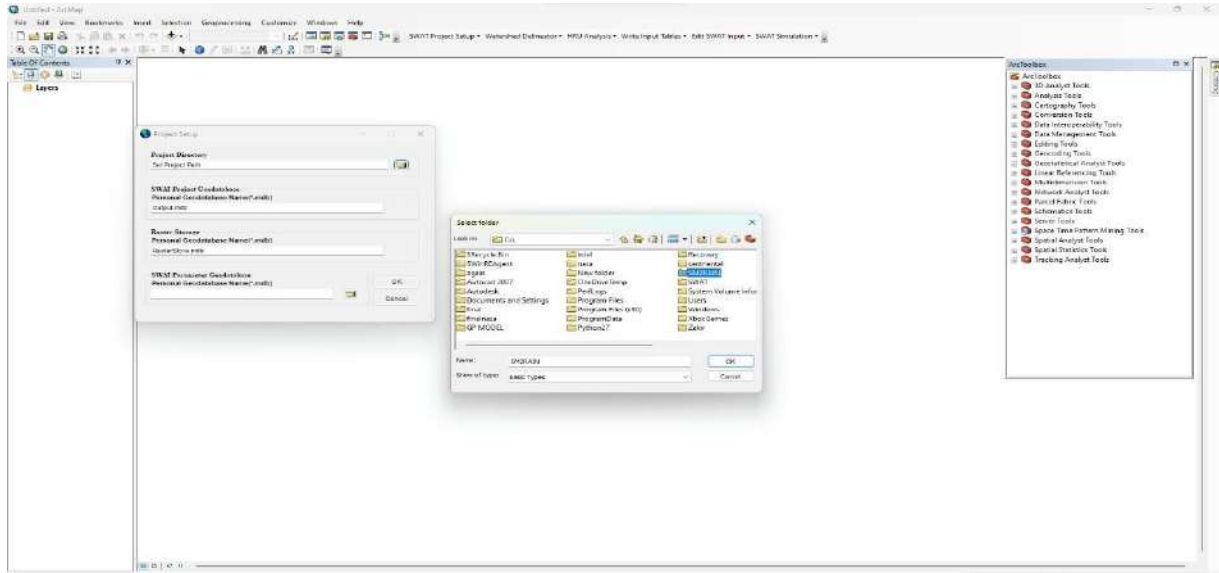 Untitled - ArcMap
File Edit View Bookmarks Insert Selection Geoprocessing Customize Windows Help
SWAT Project Setup Watershed Delineator HRU Analysis Write Input Tables Edit SWAT Input SWAT Simulation
Table Of Contents
Layers
Project Setup
Project Directory
Set Project Path
SWAT Project Geodatabase
Personal Geodatabase Name(*.mdb)
Output.mdb
Raster Storage
Personal Geodatabase Name(*.mdb)
RasterStore.mdb
SWAT Parameter Geodatabase
Personal Geodatabase Name(*.mdb)
OK
Cancel
Select folder
Look in:
$Recycle.Bin
Autocad 2007
Autodesk
Documents and Settings
final
GP MODEL
Intel
nasa
New folder
OneDriveTemp
PerfLogs
Program Files
Program Files (x86)
ProgramData
Python27
Recovery
SWAT
System Volume Infor
Users
Windows
Xbox Games
Name:
Show of type: Basic Types
OK
Cancel
ArcToolbox
ArcToolbox
3D Analyst Tools
Analysis Tools
Cartography Tools
Conversion Tools
Data Interoperability Tools
Data Management Tools
Editing Tools
Geocoding Tools
Geostatistical Analyst Tools
Linear Referencing Tools
Multidimension Tools
Network Analyst Tools
Parcel Fabric Tools
Schematics Tools
Server Tools
Space Time Pattern Mining Tools
Spatial Analyst Tools
Spatial Statistics Tools
Tracking Analyst Tools